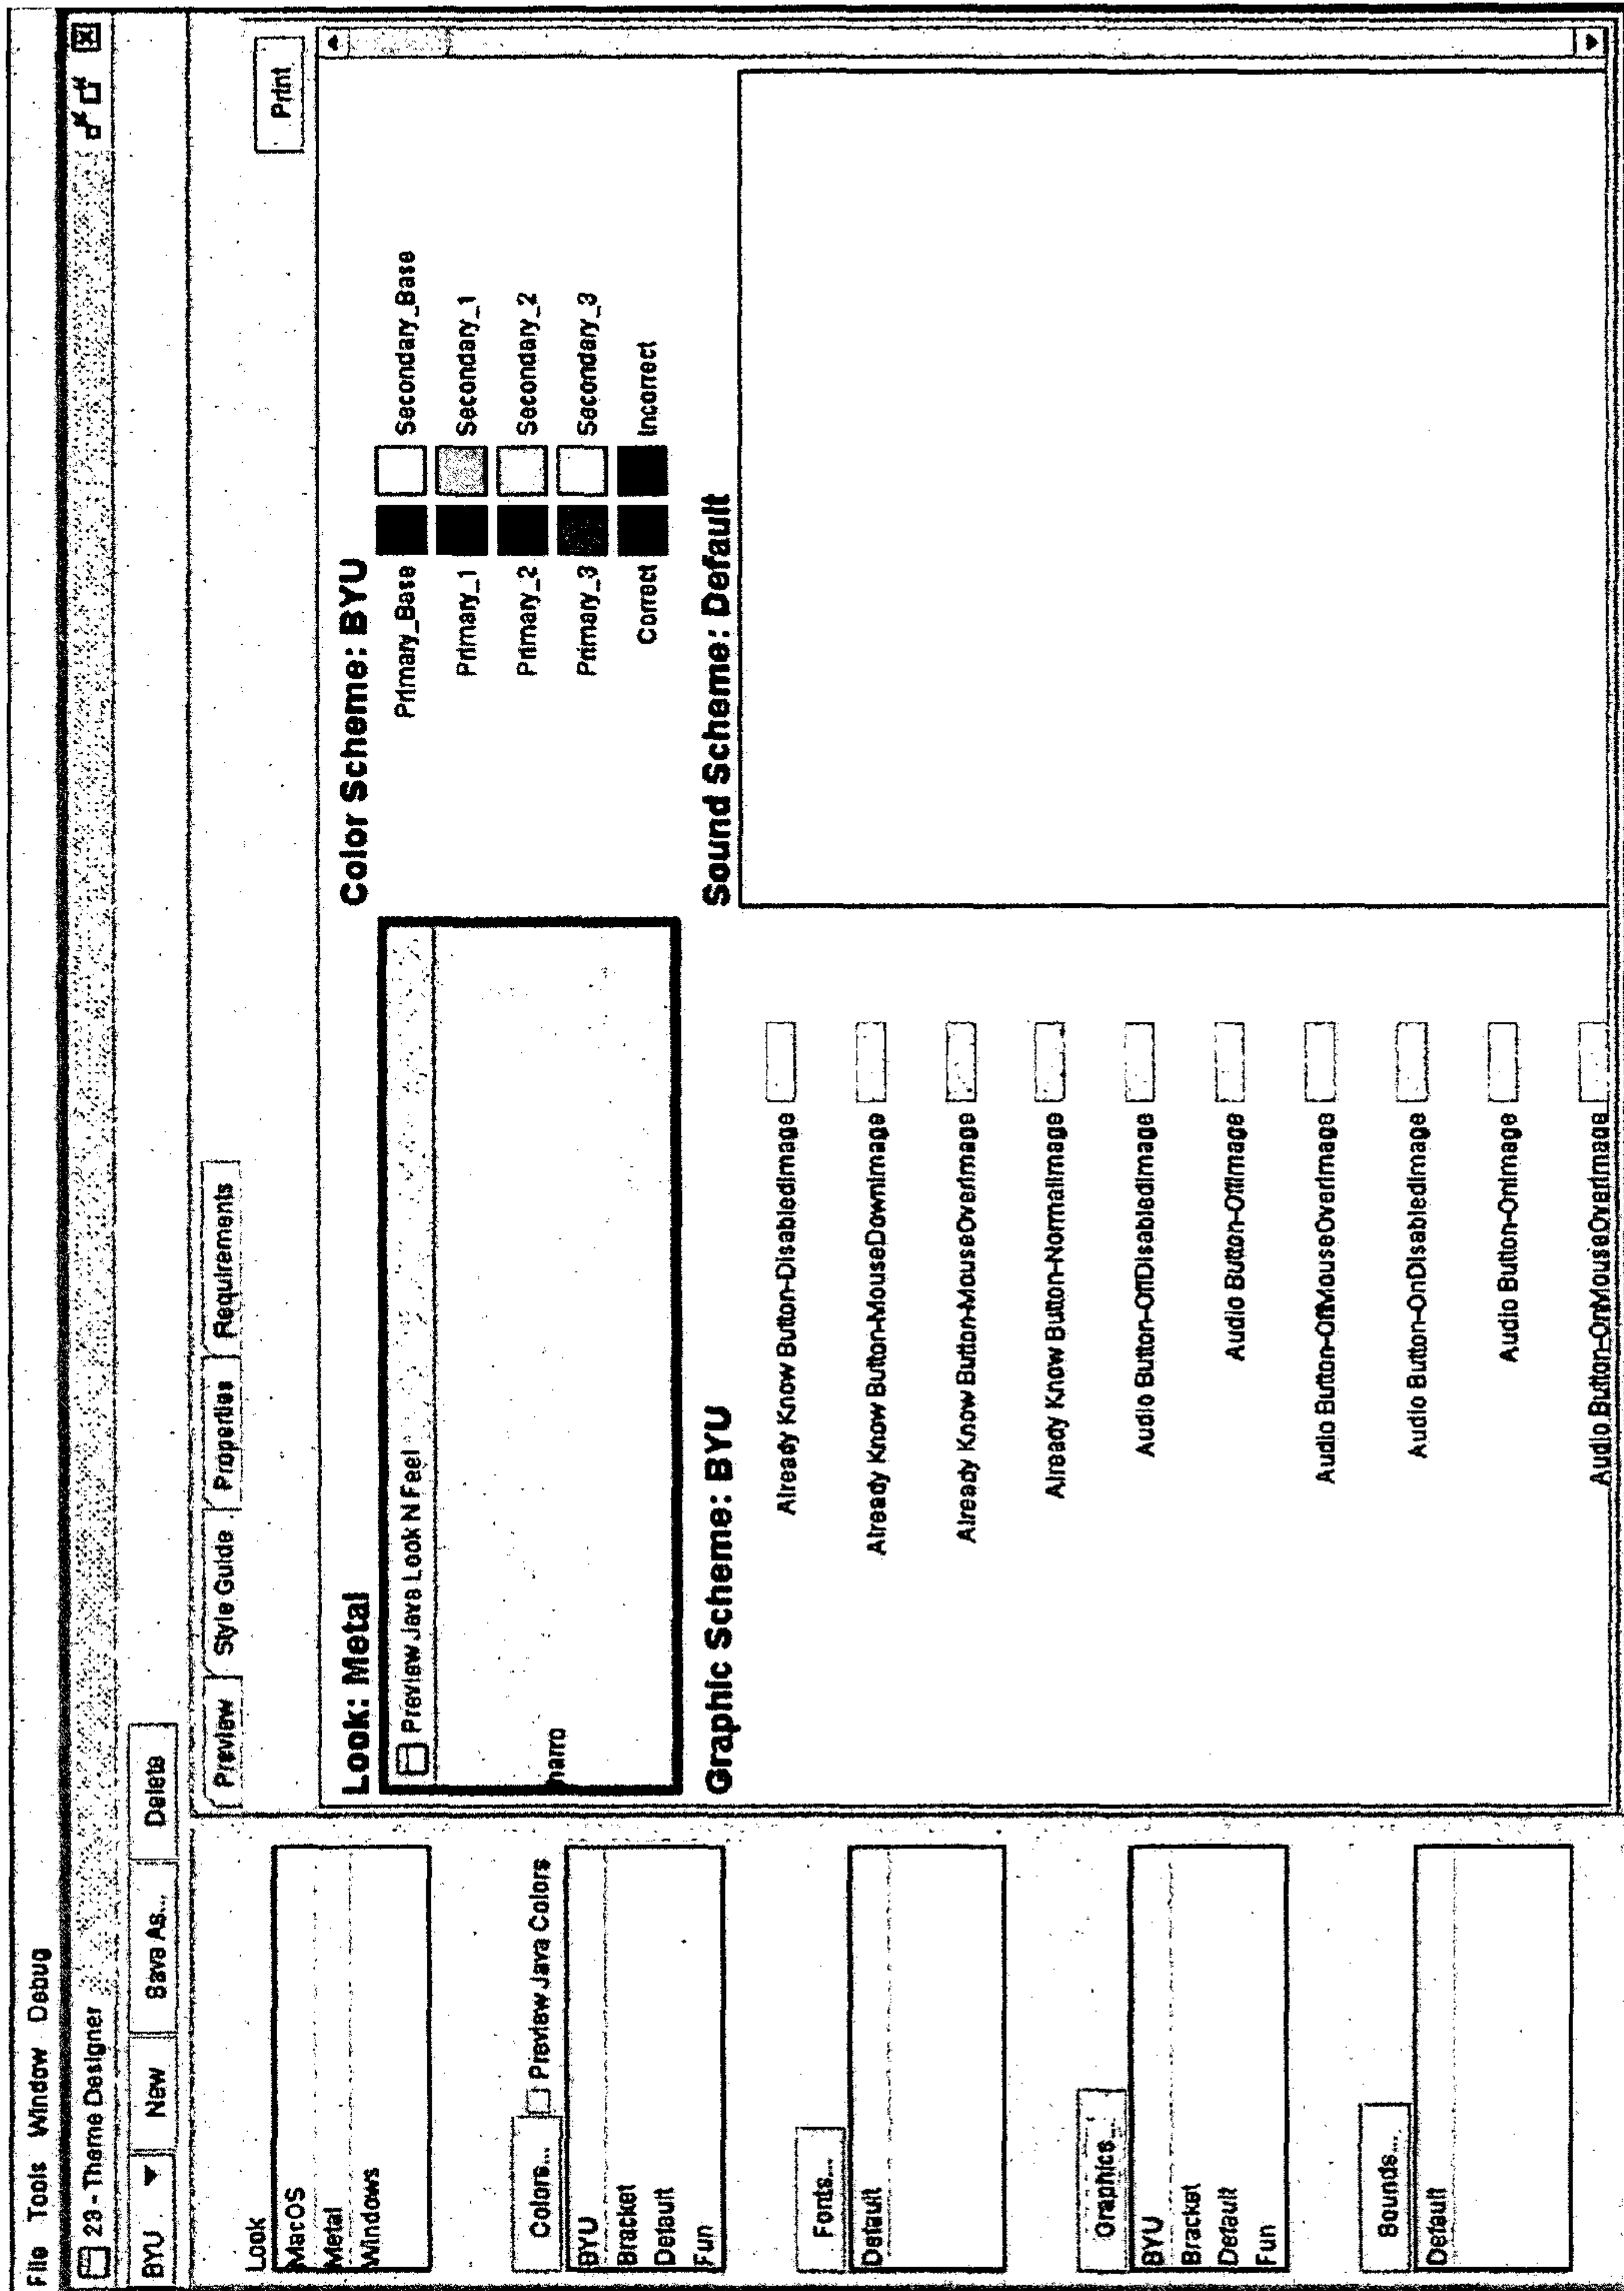 File Tools Window Debug
23 - Theme Designer
BYU New Save As... Delete
Look
MacOS
Metal
Windows
Colors... Preview Java Colors
BYU
Bracket
Default
Fun
Fonts...
Default
Graphics...
BYU
Bracket
Default
Fun
Bounds...
Default
Preview Style Guide Properties Requirements
Print
Look: Metal
Preview Java Look N Feel
Color Scheme: BYU
Primary_Base Secondary_Base
Primary_1 Secondary_1
Primary_2 Secondary_2
Primary_3 Secondary_3
Correct Incorrect
Graphic Scheme: BYU
Already Know Button-DisabledImage
Already Know Button-MouseDownImage
Already Know Button-MouseOverImage
Already Know Button-NormalImage
Audio Button-OffDisabledImage
Audio Button-OffImage
Audio Button-OffMouseOverImage
Audio Button-OnDisabledImage
Audio Button-OnImage
Audio Button-OnMouseOverImage
Sound Scheme: Default